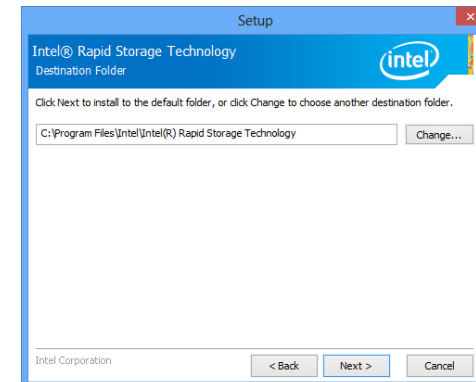 Setup
Intel® Rapid Storage Technology
Destination Folder
intel
Click Next to install to the default folder, or click Change to choose another destination folder.
C:\Program Files\Intel\Intel(R) Rapid Storage Technology
Change...
Intel Corporation
< Back
Next >
Cancel